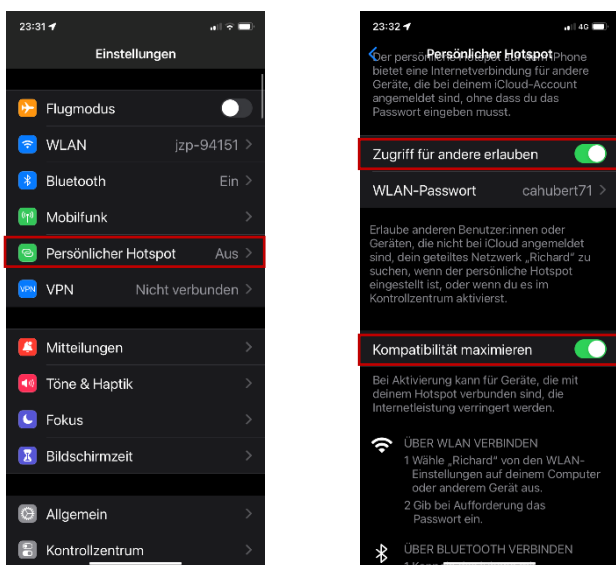 23:31
Einstellungen
Flugmodus
WLAN jzp-94151
Bluetooth Ein
Mobilfunk
Persönlicher Hotspot Aus
VPN VPN Nicht verbunden
Mitteilungen
Töne & Haptik
Fokus
Bildschirmzeit
Allgemein
Kontrollzentrum
23:32 4G
Persönlicher Hotspot
Der persönliche Hotspot auf dem iPhone
bietet eine Internetverbindung für andere
Geräte, die bei deinem iCloud-Account
angemeldet sind, ohne dass du das
Passwort eingeben musst.
Zugriff für andere erlauben
WLAN-Passwort cahubert71
Erlaube anderen Benutzer:innen oder
Geräten, die nicht bei iCloud angemeldet
sind, dein geteiltes Netzwerk „Richard" zu
suchen, wenn der persönliche Hotspot
eingestellt ist, oder wenn du es im
Kontrollzentrum aktivierst.
Kompatibilität maximieren
Bei Aktivierung kann für Geräte, die mit
deinem Hotspot verbunden sind, die
Internetleistung verringert werden.
ÜBER WLAN VERBINDEN
1 Wähle „Richard" von den WLAN-
Einstellungen auf deinem Computer
oder anderem Gerät aus.
2 Gib bei Aufforderung das
Passwort ein.
ÜBER BLUETOOTH VERBINDEN